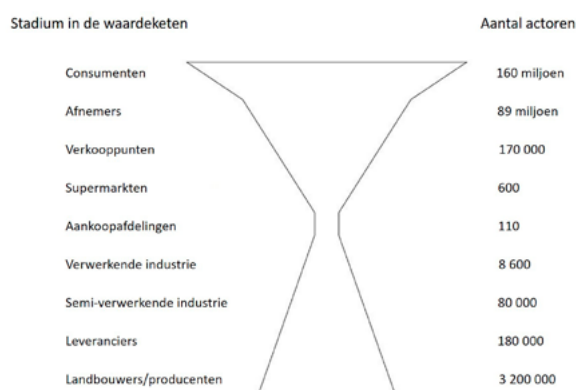 Stadium in de waardeketen Aantal actoren
Consumenten 160 miljoen
Afnemers 89 miljoen
Verkooppunten 170 000
Supermarkten 600
Aankoopafdelingen 110
Verwerkende industrie 8 600
Semi-verwerkende industrie 80 000
Leveranciers 180 000
Landbouwers/producenten 3 200 000